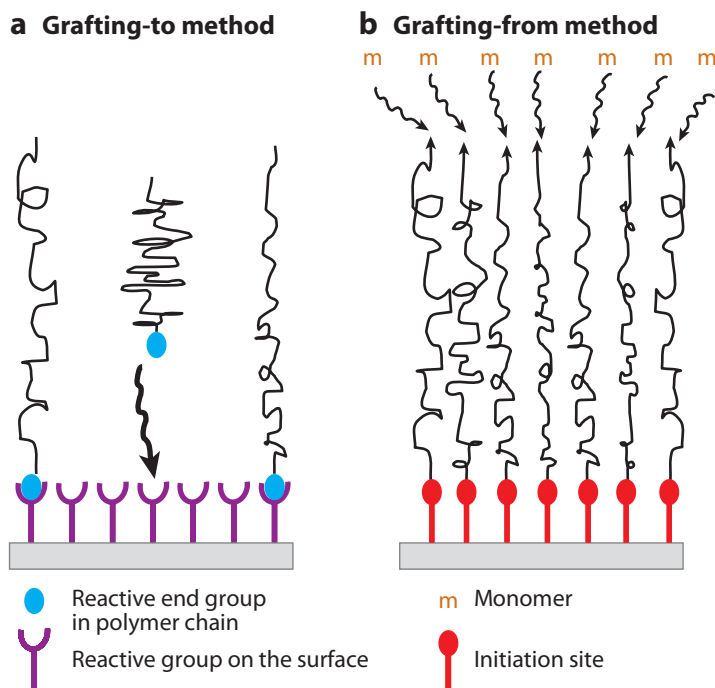 a Grafting-to method
b Grafting-from method
m m m m m m m
Reactive end group
in polymer chain
Reactive group on the surface
m Monomer
Initiation site